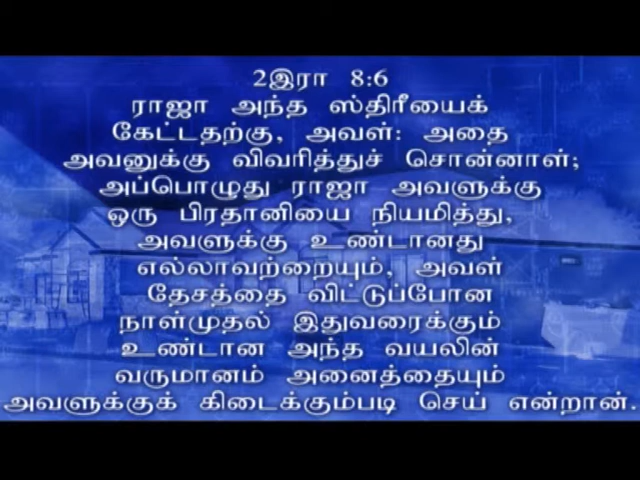 2இரா 8:6
ராஜா அந்த ஸ்திரீயைக்
கேட்டதற்கு, அவள்: அதை
அவனுக்கு விவரித்துச் சொன்னாள்;
அப்பொழுது ராஜா அவளுக்கு
ஒரு பிரதானியை நியமித்து,
அவளுக்கு உண்டானது
எல்லாவற்றையும், அவள்
தேசத்தை விட்டுப்போன
நாள்முதல் இதுவரைக்கும்
உண்டான அந்த வயலின்
வருமானம் அனைத்தையும்
அவளுக்குக் கிடைக்கும்படி செய் என்றான்.